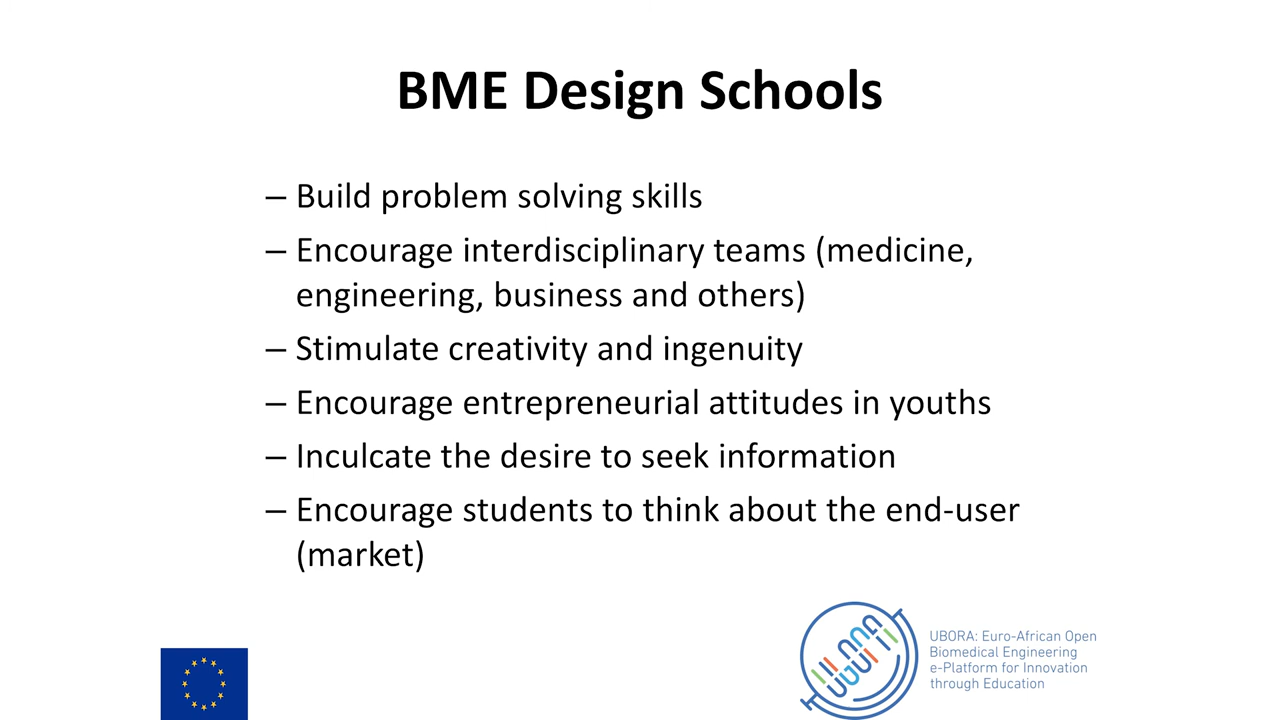 BME Design Schools
– Build problem solving skills
– Encourage interdisciplinary teams (medicine,
engineering, business and others)
– Stimulate creativity and ingenuity
– Encourage entrepreneurial attitudes in youths
– Inculcate the desire to seek information
– Encourage students to think about the end-user
(market)
UBORA: Euro-African Open
Biomedical Engineering
e-Platform for Innovation
through Education